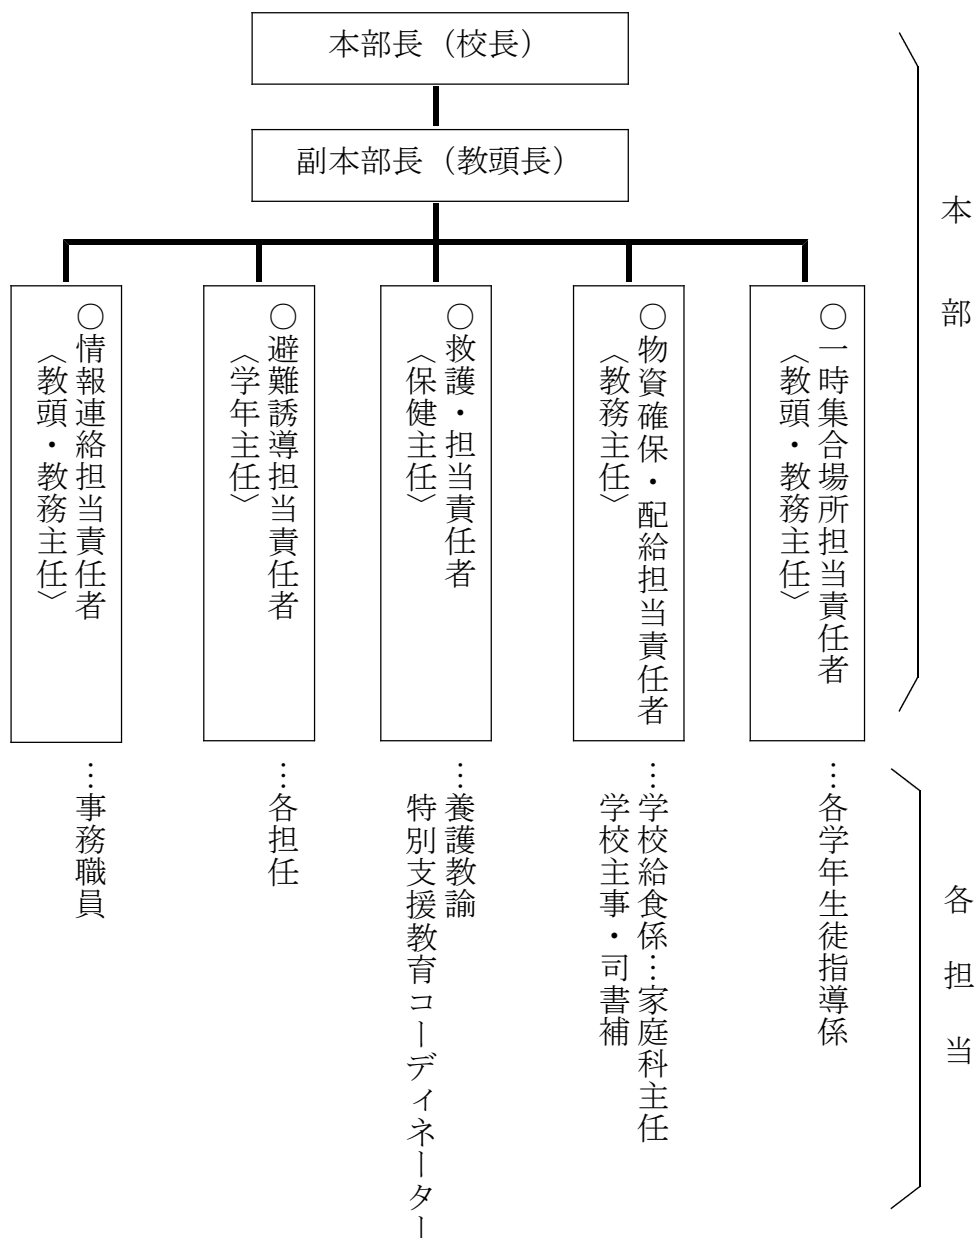 本部長（校長）
副本部長（教頭長）
本部
○一時集合場所担当責任者
〈教頭・教務主任〉
○物資確保・配給担当責任者
〈教務主任〉
○救護・担当責任者
〈保健主任〉
○避難誘導担当責任者
〈学年主任〉
○情報連絡担当責任者
〈教頭・教務主任〉
各担当
…各学年生徒指導係
…学校給食係…家庭科主任
学校主事・司書補
…養護教諭
特別支援教育コーディネーター
…各担任
…事務職員